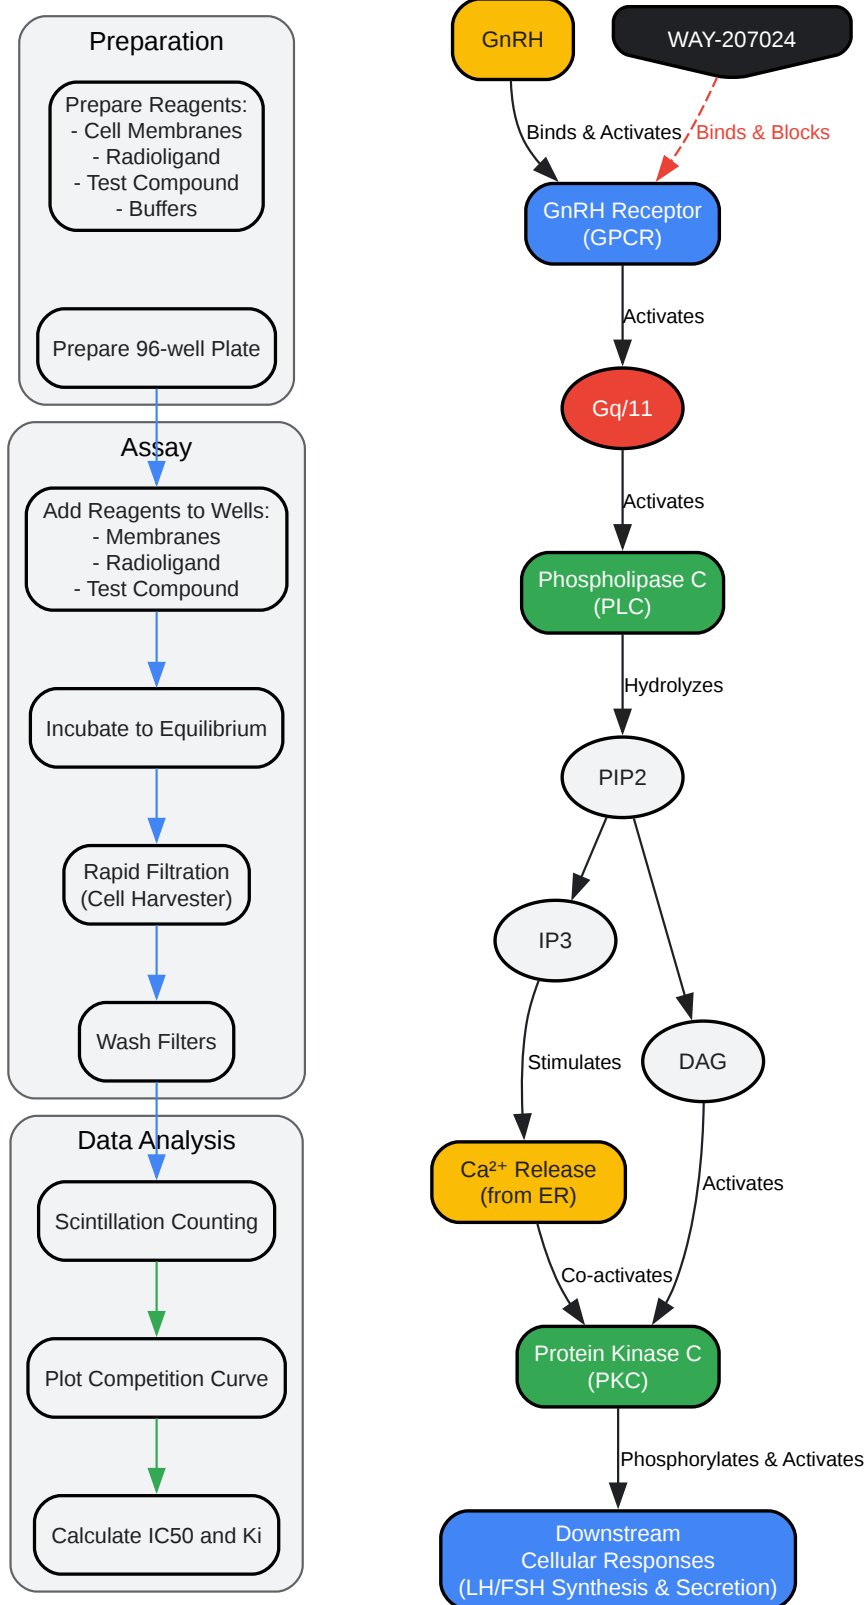 Preparation
Prepare Reagents:
- Cell Membranes
- Radioligand
- Test Compound
- Buffers
Prepare 96-well Plate
Assay
Add Reagents to Wells:
- Membranes
- Radioligand
- Test Compound
Incubate to Equilibrium
Rapid Filtration
(Cell Harvester)
Wash Filters
Data Analysis
Scintillation Counting
Plot Competition Curve
Calculate IC50 and Ki
GnRH
WAY-207024
Binds & Activates
Binds & Blocks
GnRH Receptor
(GPCR)
Activates
Gq/11
Activates
Phospholipase C
(PLC)
Hydrolyzes
PIP2
IP3
DAG
Stimulates
Ca²⁺ Release
(from ER)
Activates
Co-activates
Protein Kinase C
(PKC)
Phosphorylates & Activates
Downstream
Cellular Responses
(LH/FSH Synthesis & Secretion)